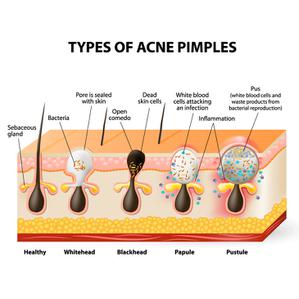 TYPES OF ACNE PIMPLES
Pus
(white blood cells and
waste products from
bacterial reproduction)
Pore is sealed
with skin
Dead
skin cells
White blood
cells attacking
an infection
Bacteria
Open
comedo
Inflammation
Sebaceous
gland
Healthy
Whitehead
Blackhead
Papule
Pustule